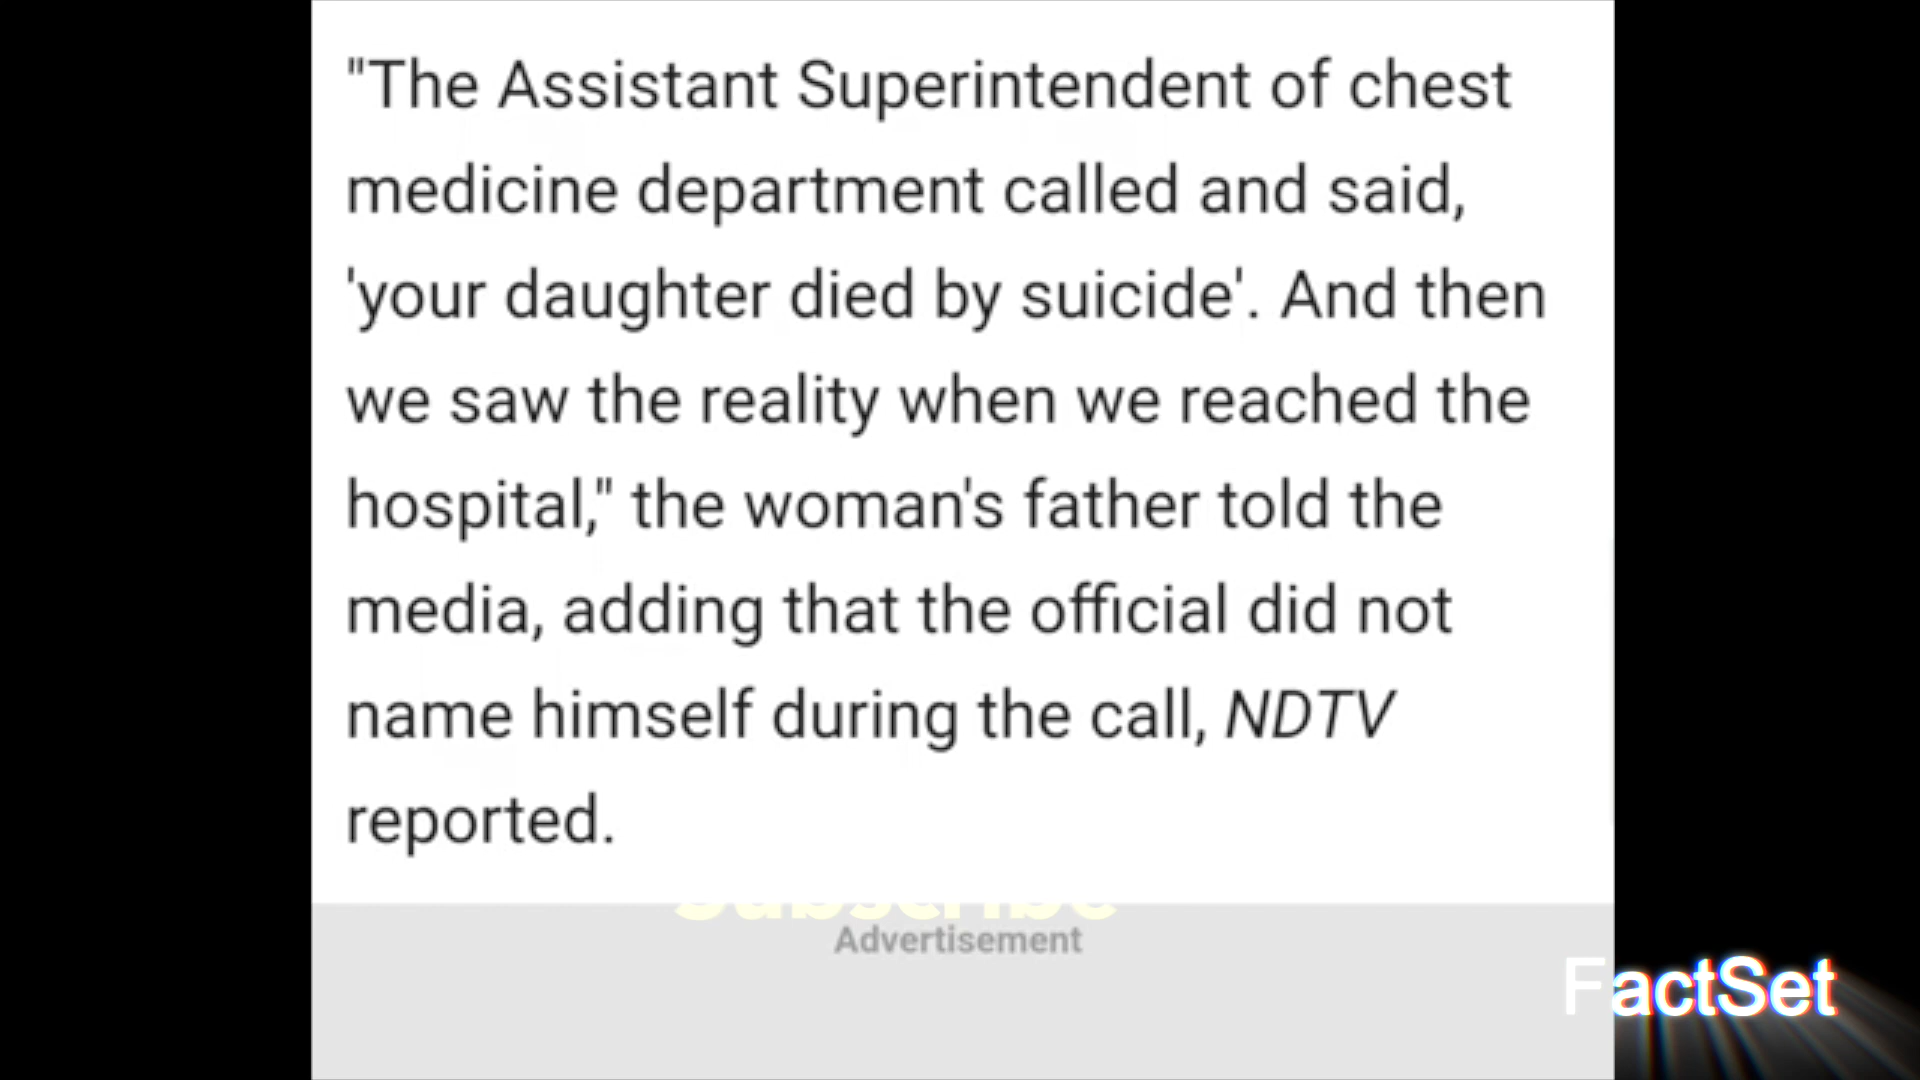 "The Assistant Superintendent of chest
medicine department called and said,
'your daughter died by suicide'. And then
we saw the reality when we reached the
hospital," the woman's father told the
media, adding that the official did not
name himself during the call, NDTV
reported.
Subscribe
Advertisement
FactSet